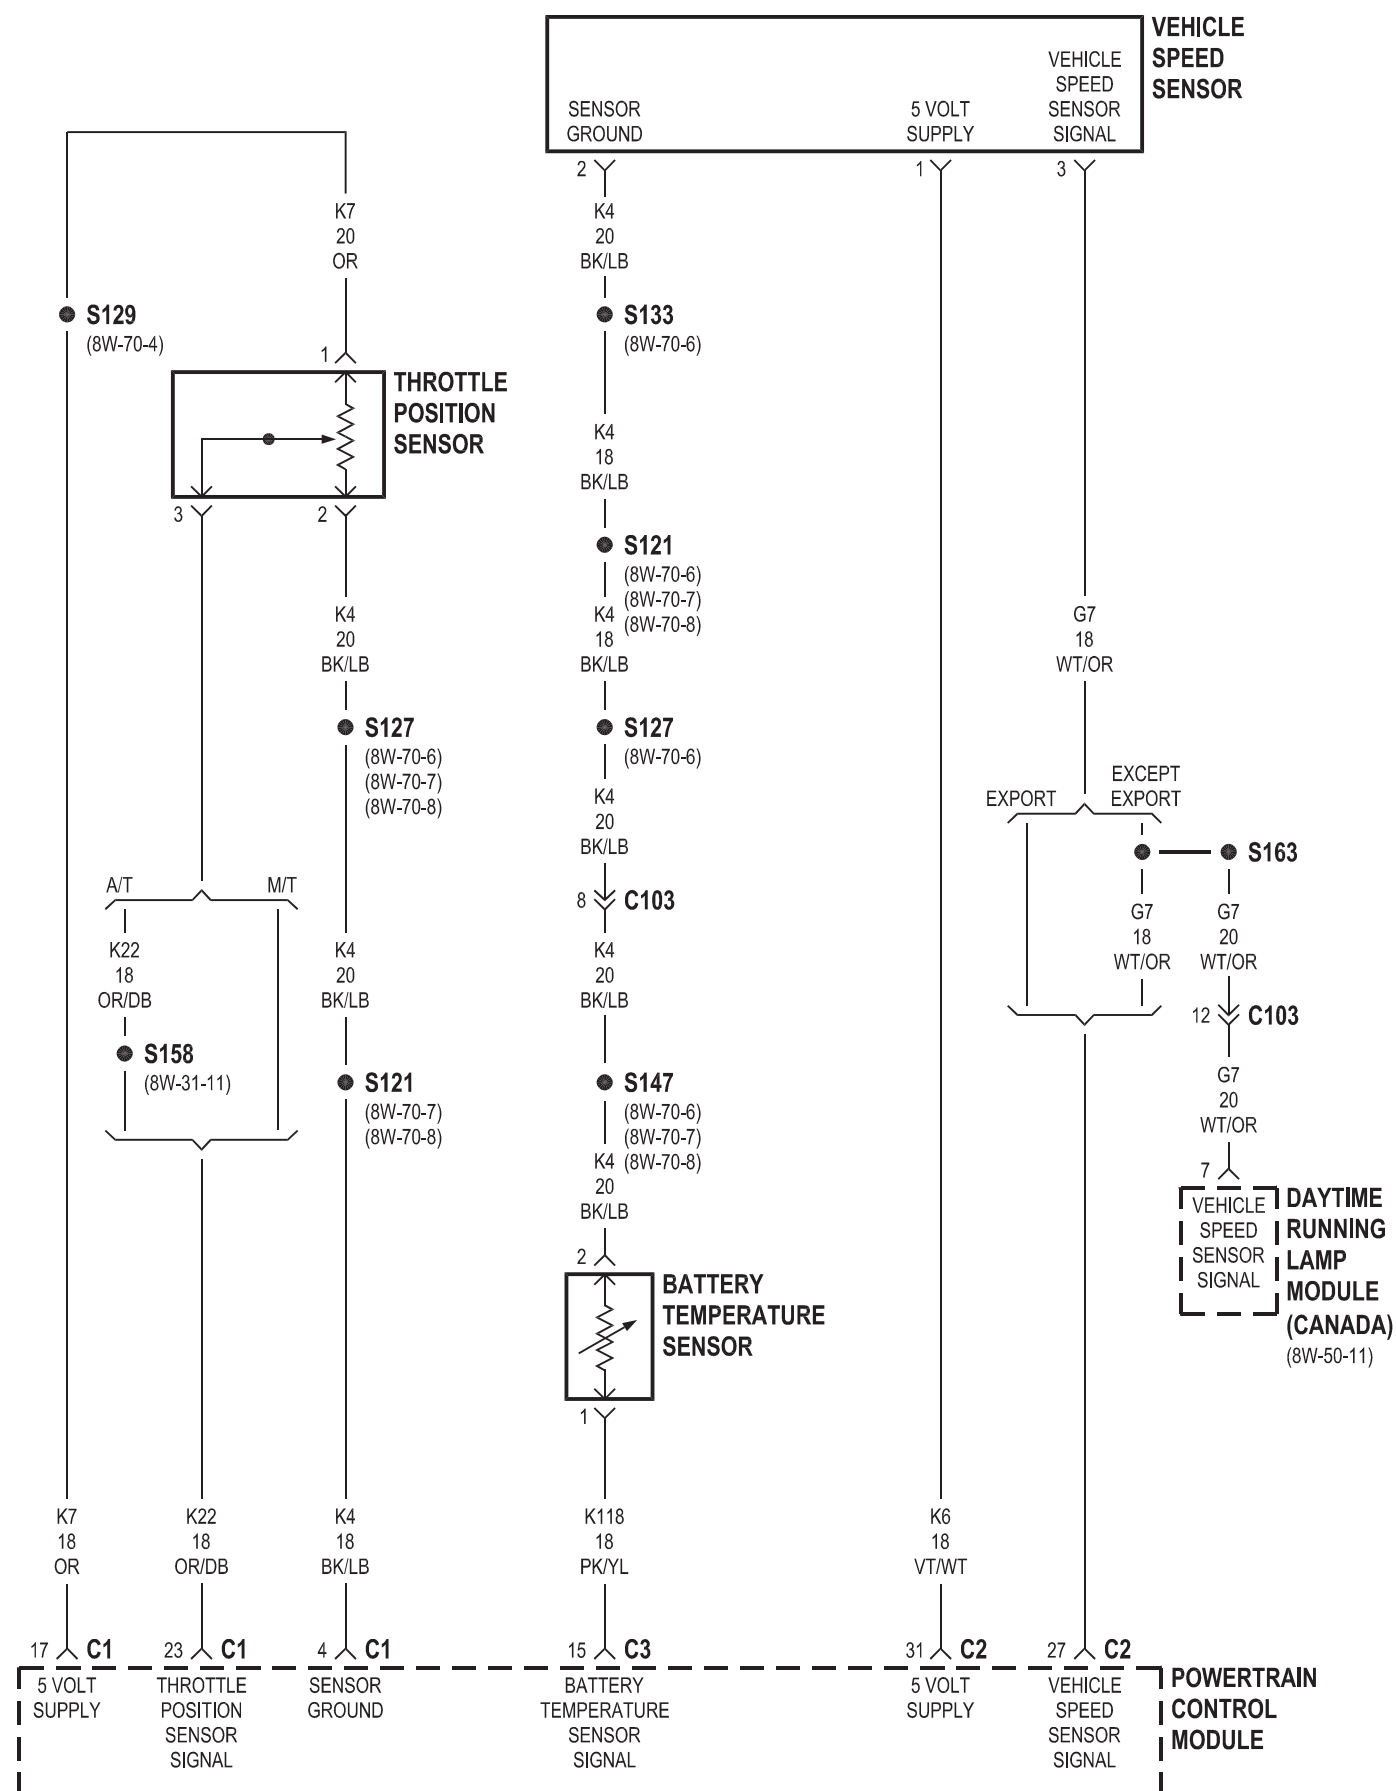 VEHICLE
SPEED
SENSOR
SENSOR
GROUND
5 VOLT
SUPPLY
VEHICLE
SPEED
SENSOR
SIGNAL
2
1
3
K7
20
OR
K4
20
BK/LB
S129
(8W-70-4)
S133
(8W-70-6)
1
THROTTLE
POSITION
SENSOR
3
2
K4
18
BK/LB
S121
(8W-70-6)
(8W-70-7)
(8W-70-8)
K4
20
BK/LB
K4
18
BK/LB
G7
18
WT/OR
S127
(8W-70-6)
(8W-70-7)
(8W-70-8)
S127
(8W-70-6)
K4
20
BK/LB
EXPORT
EXCEPT
EXPORT
S163
A/T
M/T
8
C103
G7
18
WT/OR
G7
20
WT/OR
K22
18
OR/DB
K4
20
BK/LB
K4
20
BK/LB
12
C103
S158
(8W-31-11)
S121
(8W-70-7)
(8W-70-8)
S147
(8W-70-6)
(8W-70-7)
(8W-70-8)
K4
20
BK/LB
G7
20
WT/OR
7
VEHICLE
SPEED
SENSOR
SIGNAL
DAYTIME
RUNNING
LAMP
MODULE
(CANADA)
(8W-50-11)
2
BATTERY
TEMPERATURE
SENSOR
1
K7
18
OR
K22
18
OR/DB
K4
18
BK/LB
K118
18
PK/YL
K6
18
VT/WT
17
C1
23
C1
4
C1
15
C3
31
C2
27
C2
5 VOLT
SUPPLY
THROTTLE
POSITION
SENSOR
SIGNAL
SENSOR
GROUND
BATTERY
TEMPERATURE
SENSOR
SIGNAL
5 VOLT
SUPPLY
VEHICLE
SPEED
SENSOR
SIGNAL
POWERTRAIN
CONTROL
MODULE